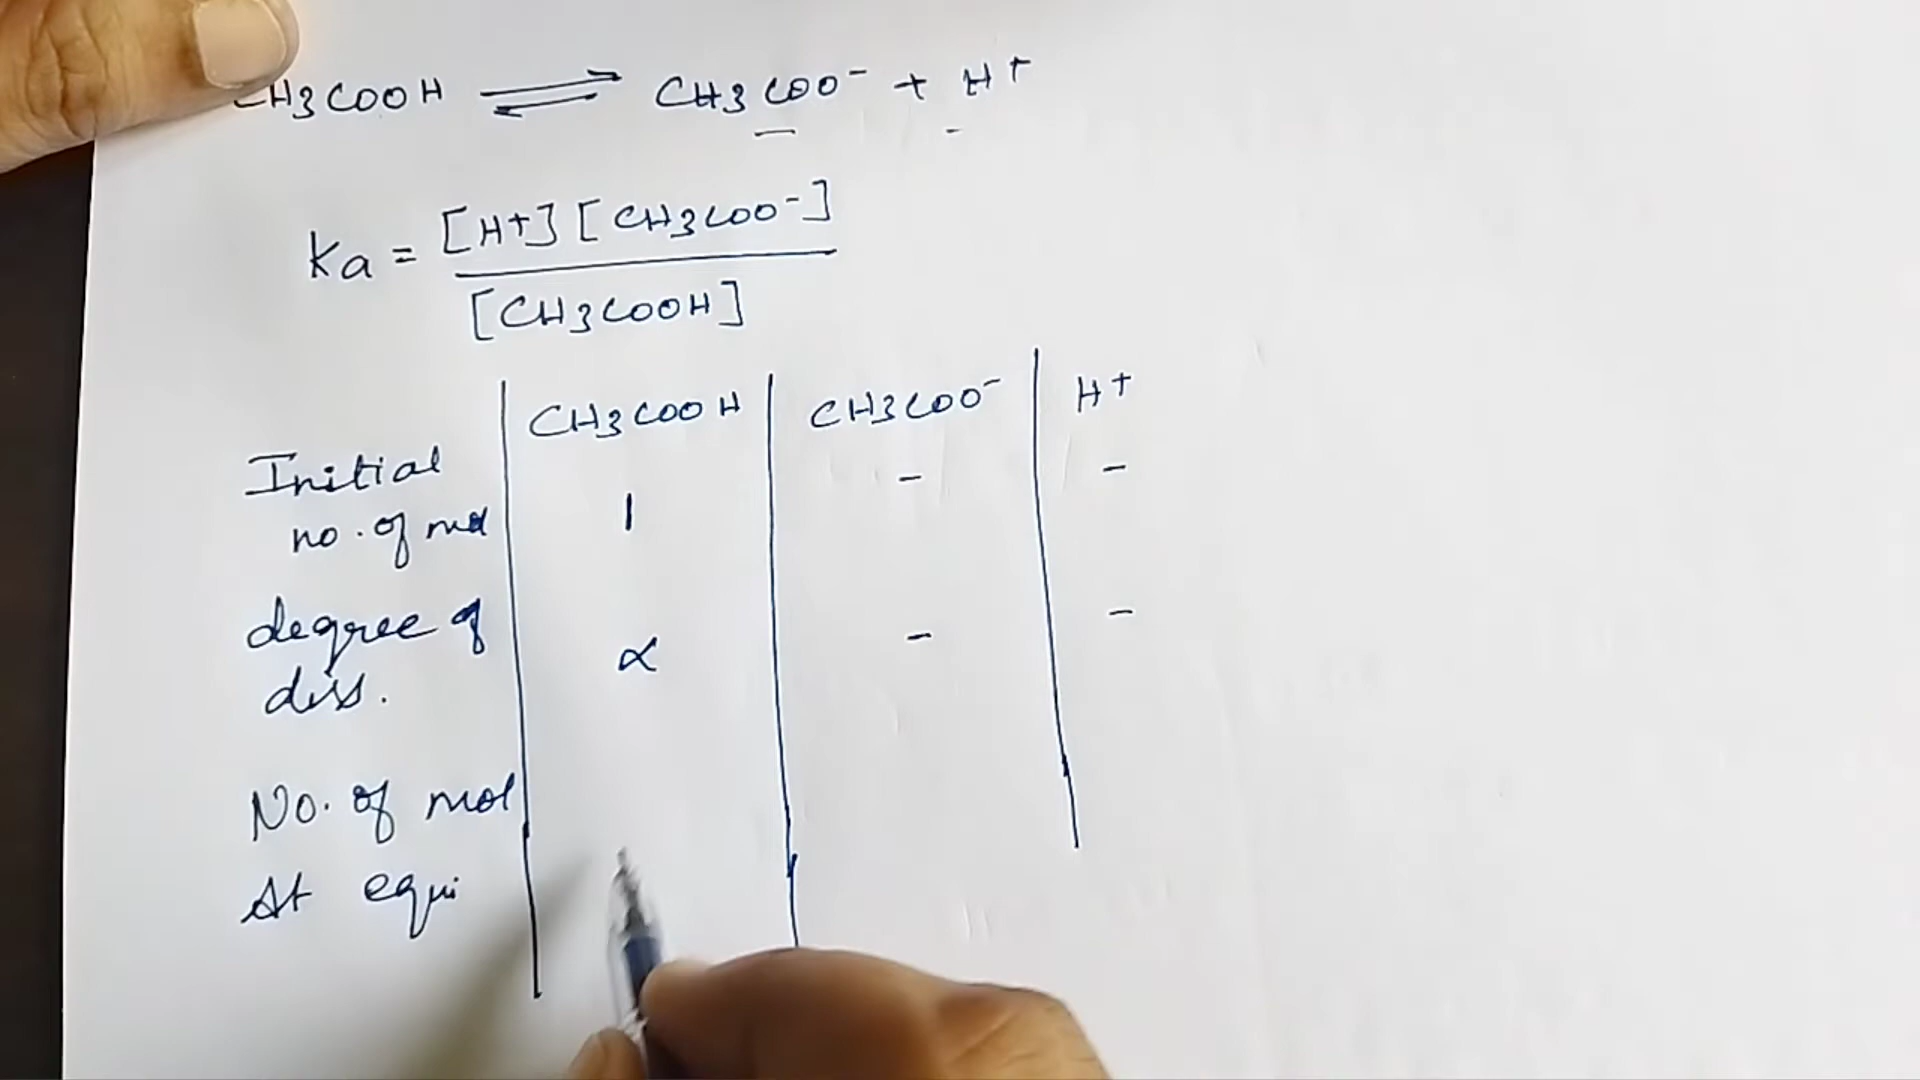 CH3COOH ⇌ CH3COO⁻ + H⁺
Ka = [H⁺] [CH3COO⁻]
[CH3COOH]
CH3COOH CH3COO⁻ H⁺
Initial - -
no. of mol 1
degree of α - -
diss.
No. of mol
At equi